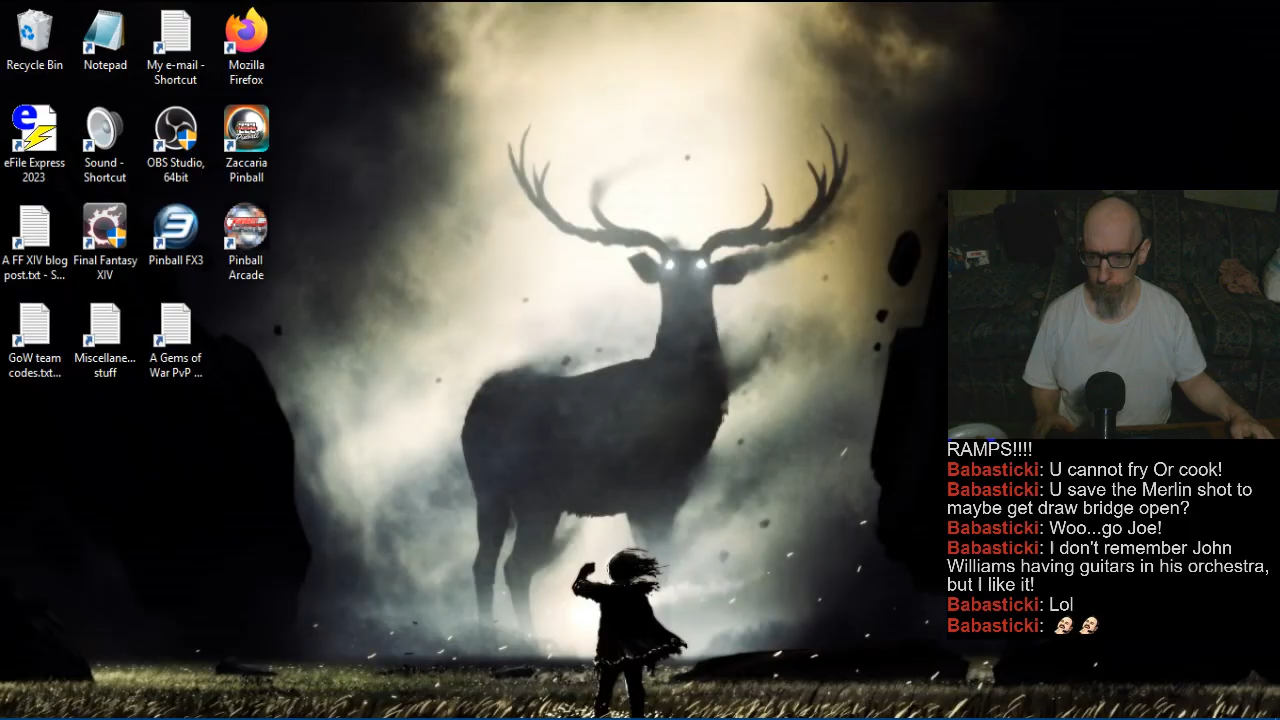 Recycle Bin
Notepad
My e-mail -
Shortcut
Mozilla
Firefox
eFile Express
2023
Sound -
Shortcut
OBS Studio,
64bit
Zaccaria
Pinball
A FF XIV blog
post.txt - S...
Final Fantasy
XIV
Pinball FX3
Pinball
Arcade
GoW team
codes.txt...
Miscellane...
stuff
A Gems of
War PvP ...
RAMPS!!!!
Babasticki: U cannot fry Or cook!
Babasticki: U save the Merlin shot to
maybe get draw bridge open?
Babasticki: Woo...go Joe!
Babasticki: I don't remember John
Williams having guitars in his orchestra,
but I like it!
Babasticki: Lol
Babasticki: